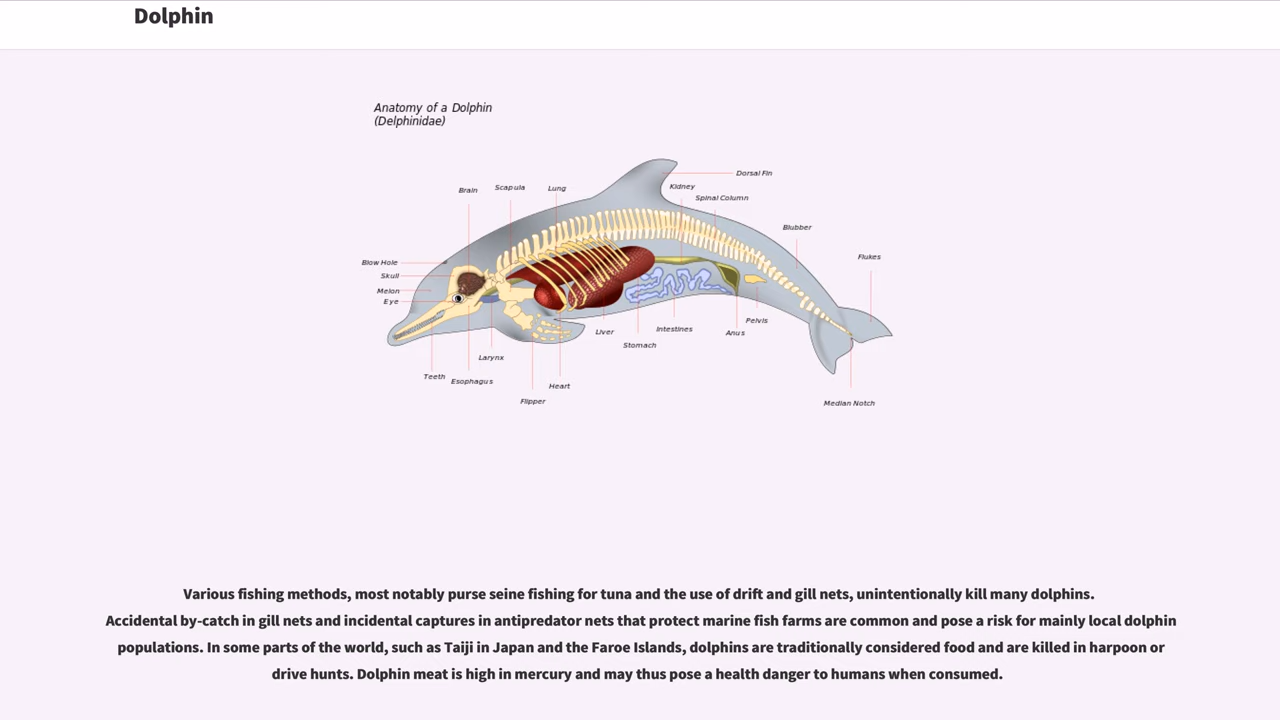 Dolphin
Anatomy of a Dolphin
(Delphinidae)
Dorsal Fin
Kidney
Brain
Scapula
Lung
Spinal Column
Blubber
Flukes
Blow Hole
Skull
Melon
Eye
Pelvis
Liver
Intestines
Anus
Stomach
Larynx
Teeth
Esophagus
Heart
Flipper
Median Notch
Various fishing methods, most notably purse seine fishing for tuna and the use of drift and gill nets, unintentionally kill many dolphins.
Accidental by-catch in gill nets and incidental captures in antipredator nets that protect marine fish farms are common and pose a risk for mainly local dolphin
populations. In some parts of the world, such as Taiji in Japan and the Faroe Islands, dolphins are traditionally considered food and are killed in harpoon or
drive hunts. Dolphin meat is high in mercury and may thus pose a health danger to humans when consumed.